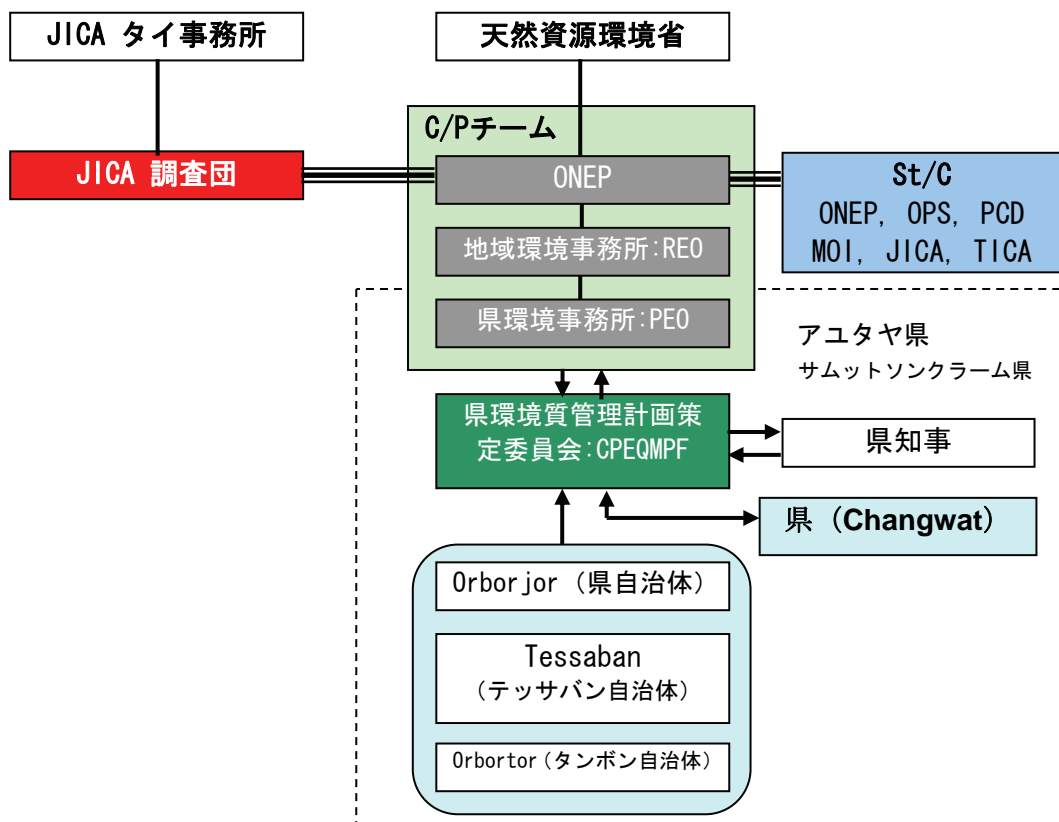 JICA タイ事務所
天然資源環境省
C/Pチーム
JICA 調査団
ONEP
St/C
ONEP, OPS, PCD
MOI, JICA, TICA
地域環境事務所:REO
県環境事務所:PEO
アユタヤ県
サムットソンクラーム県
県環境質管理計画策
定委員会:CPEQMPF
県知事
県（Changwat）
Orborjor（県自治体）
Tessaban
（テッサバン自治体）
Orbortor（タンボン自治体）